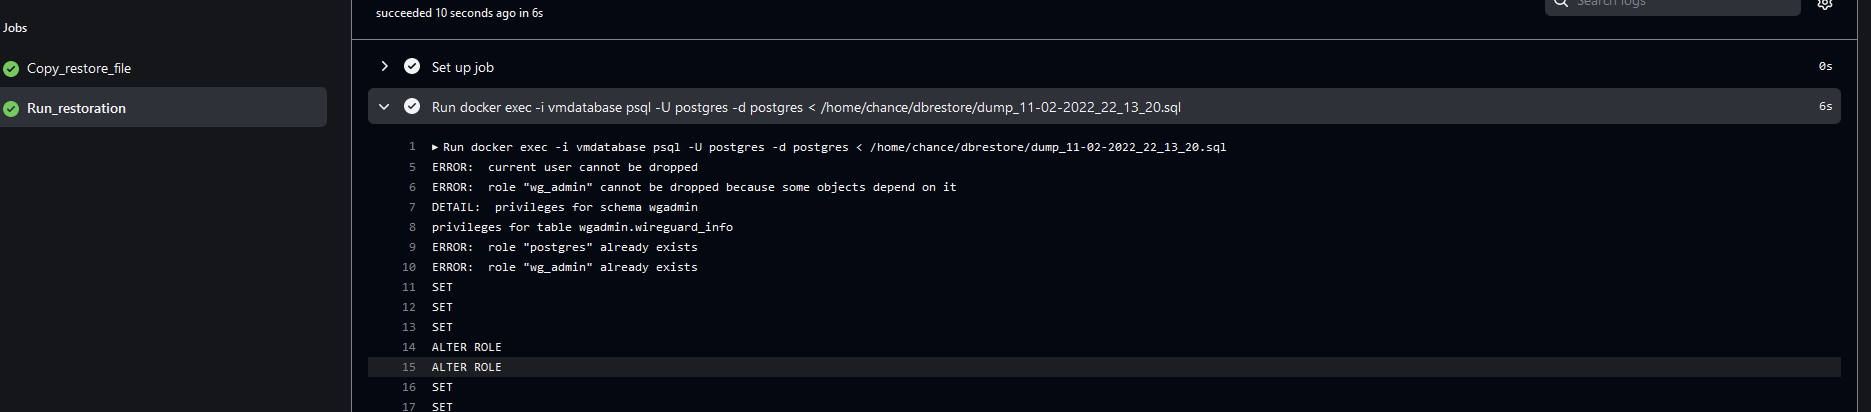 succeeded 10 seconds ago in 6s
Search logs
Jobs
Copy_restore_file
Run_restoration
Set up job
0s
Run docker exec -i vmdatabase psql -U postgres -d postgres < /home/chance/dbrestore/dump_11-02-2022_22_13_20.sql
6s
1 Run docker exec -i vmdatabase psql -U postgres -d postgres < /home/chance/dbrestore/dump_11-02-2022_22_13_20.sql
5 ERROR:  current user cannot be dropped
6 ERROR:  role "wg_admin" cannot be dropped because some objects depend on it
7 DETAIL:  privileges for schema wgadmin
8 privileges for table wgadmin.wireguard_info
9 ERROR:  role "postgres" already exists
10 ERROR:  role "wg_admin" already exists
11 SET
12 SET
13 SET
14 ALTER ROLE
15 ALTER ROLE
16 SET
17 SET